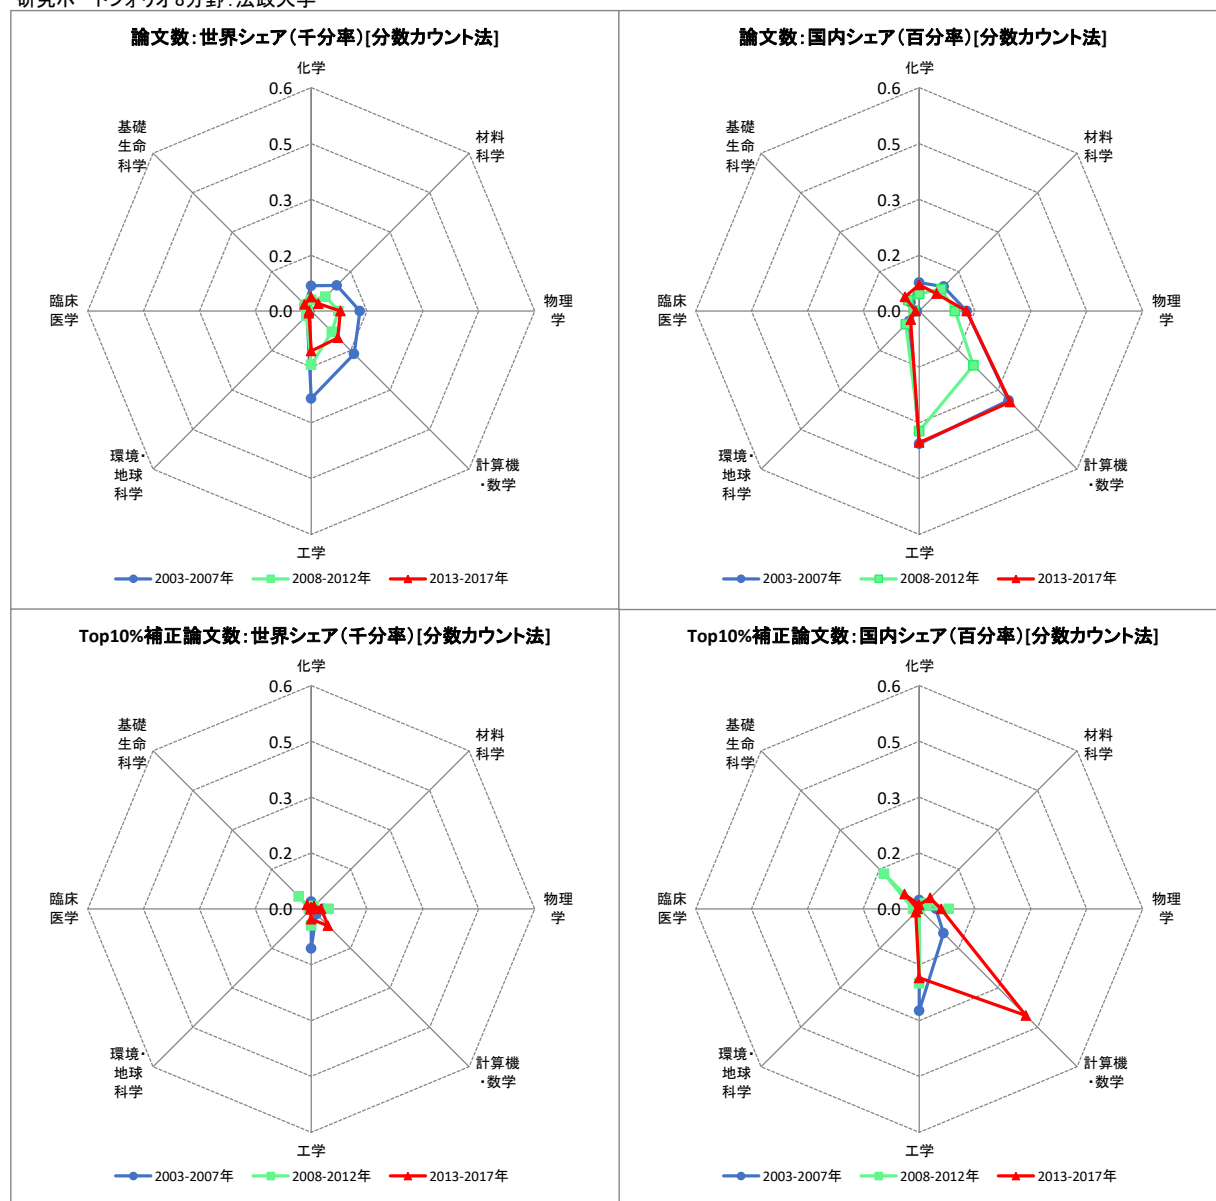 研究ポートフォリオ8分野：法政大学
論文数：世界シェア（千分率）[分数カウント法]
化学
0.6
0.5
0.3
0.2
0.0
材料
科学
物理
学
計算機
・数学
工学
環境・
地球
科学
臨床
医学
基礎
生命
科学
2003-2007年 2008-2012年 2013-2017年
論文数：国内シェア（百分率）[分数カウント法]
化学
0.6
0.5
0.3
0.2
0.0
材料
科学
物理
学
計算機
・数学
工学
環境・
地球
科学
臨床
医学
基礎
生命
科学
2003-2007年 2008-2012年 2013-2017年
Top10%補正論文数：世界シェア（千分率）[分数カウント法]
化学
0.6
0.5
0.3
0.2
0.0
材料
科学
物理
学
計算機
・数学
工学
環境・
地球
科学
臨床
医学
基礎
生命
科学
2003-2007年 2008-2012年 2013-2017年
Top10%補正論文数：国内シェア（百分率）[分数カウント法]
化学
0.6
0.5
0.3
0.2
0.0
材料
科学
物理
学
計算機
・数学
工学
環境・
地球
科学
臨床
医学
基礎
生命
科学
2003-2007年 2008-2012年 2013-2017年